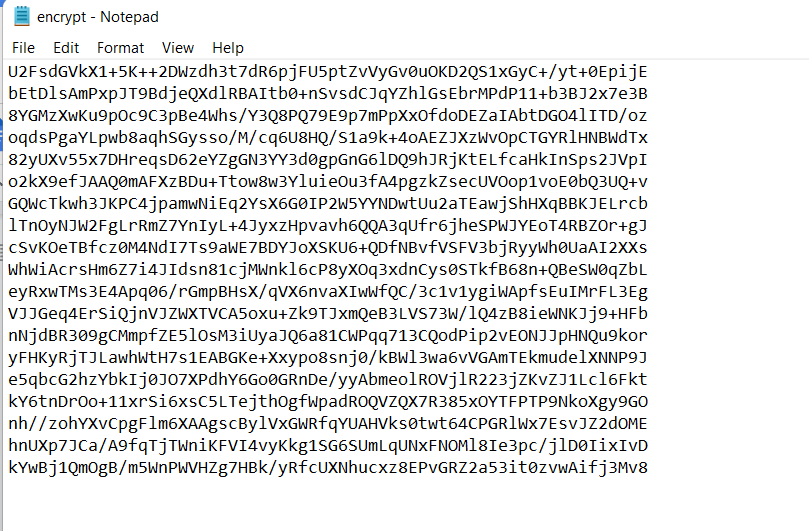 encrypt - Notepad
File Edit Format View Help
U2FsdGVkX1+5K++2DWzdh3t7dR6pjFU5ptZvVyGv0uOKD2QS1xGyC+/yt+0EpijE
bEtDlsAmPxpJT9BdjeQXdlRBAItb0+nSvsdCJqYZhlGsEbrMPdP11+b3BJ2x7e3B
8YGMzXwKu9pOc9C3pBe4Whs/Y3Q8PQ79E9p7mPpXxOfdoDEZaIAbtDGO4lITD/oz
oqdsPgaYLpwb8aqhSGysso/M/cq6U8HQ/S1a9k+4oAEZJXzWvOpCTGYRlHNBWdTx
82yUXv55x7DHreqsD62eYZgGN3YY3d0gpGnG6lDQ9hJRjKtELfcaHkInSps2JVpI
o2kX9efJAAQ0mAFXzBDu+Ttow8w3YluieOu3fA4pgzkZsecUVOop1voE0bQ3UQ+v
GQWcTkwh3JKPC4jpamwNiEq2YsX6G0IP2W5YYNDwtUu2aTEawjShHXqBBKJELrcb
lTnOyNJW2FgLrRmZ7YnIyL+4JyxzHpvavh6QQA3qUfr6jheSPWJYEoT4RBZOr+gJ
cSvKOeTBfcz0M4NdI7Ts9aWE7BDYJoXSKU6+QDfNBvfVSFV3bjRyyWh0UaAI2XXs
WhWiAcrsHm6Z7i4JIdsn81cjMWnkl6cP8yXOq3xdnCys0STkfB68n+QBeSW0qZbL
eyRxwTMs3E4Apq06/rGmpBHsX/qVX6nvaXIwWfQC/3c1v1ygiWApfsEuIMrFL3Eg
VJJGeq4ErSiQjnVJZWXTVCA5oxu+Zk9TJxmQeB3LVS73W/lQ4zB8ieWNKJj9+HFb
nNjdBR309gCMmpfZE5lOsM3iUyaJQ6a81CWPqq713CQodPip2vEONJJpHNQu9kor
yFHKyRjTJLawhWtH7s1EABGKe+Xxypo8snj0/kBWl3wa6vVGAmTEkmudelXNNP9J
e5qbcG2hzYbkIj0JO7XPdhY6Go0GRnDe/yyAbmeolROVjlR223jZKvZJ1Lcl6Fkt
kY6tnDrOo+11xrSi6xsC5LTejthOgfWpadROQVZQX7R385xOYTFPTP9NkoXgy9GO
nh//zohYXvCpgFlm6XAAgscBylVxGWRfqYUAHVks0twt64CPGRlWx7EsvJZ2dOME
hnUXp7JCa/A9fqTjTWniKFVI4vyKkg1SG6SUmLqUNxFNOMl8Ie3pc/jlD0IixIvD
kYwBj1QmOgB/m5WnPWVHZg7HBk/yRfcUXNhucxz8EPvGRZ2a53it0zvwAifj3Mv8